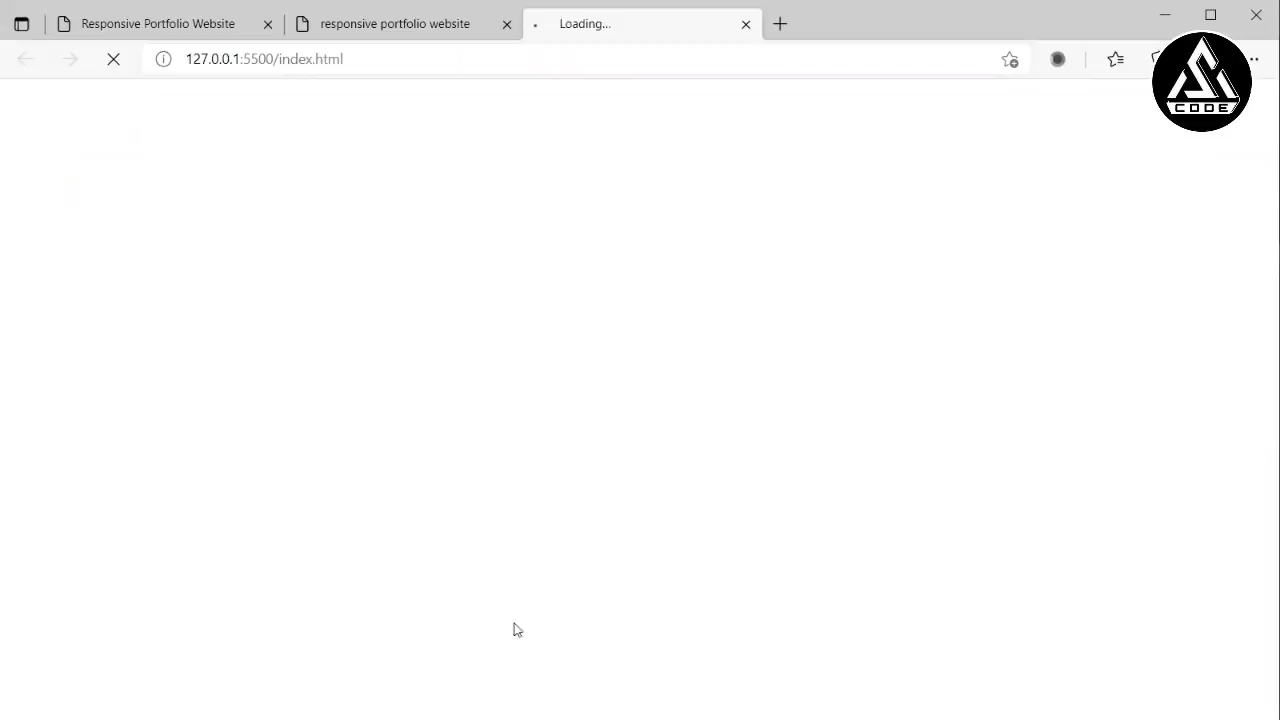 Responsive Portfolio Website
responsive portfolio website
Loading...
127.0.0.1:5500/index.html
CODE